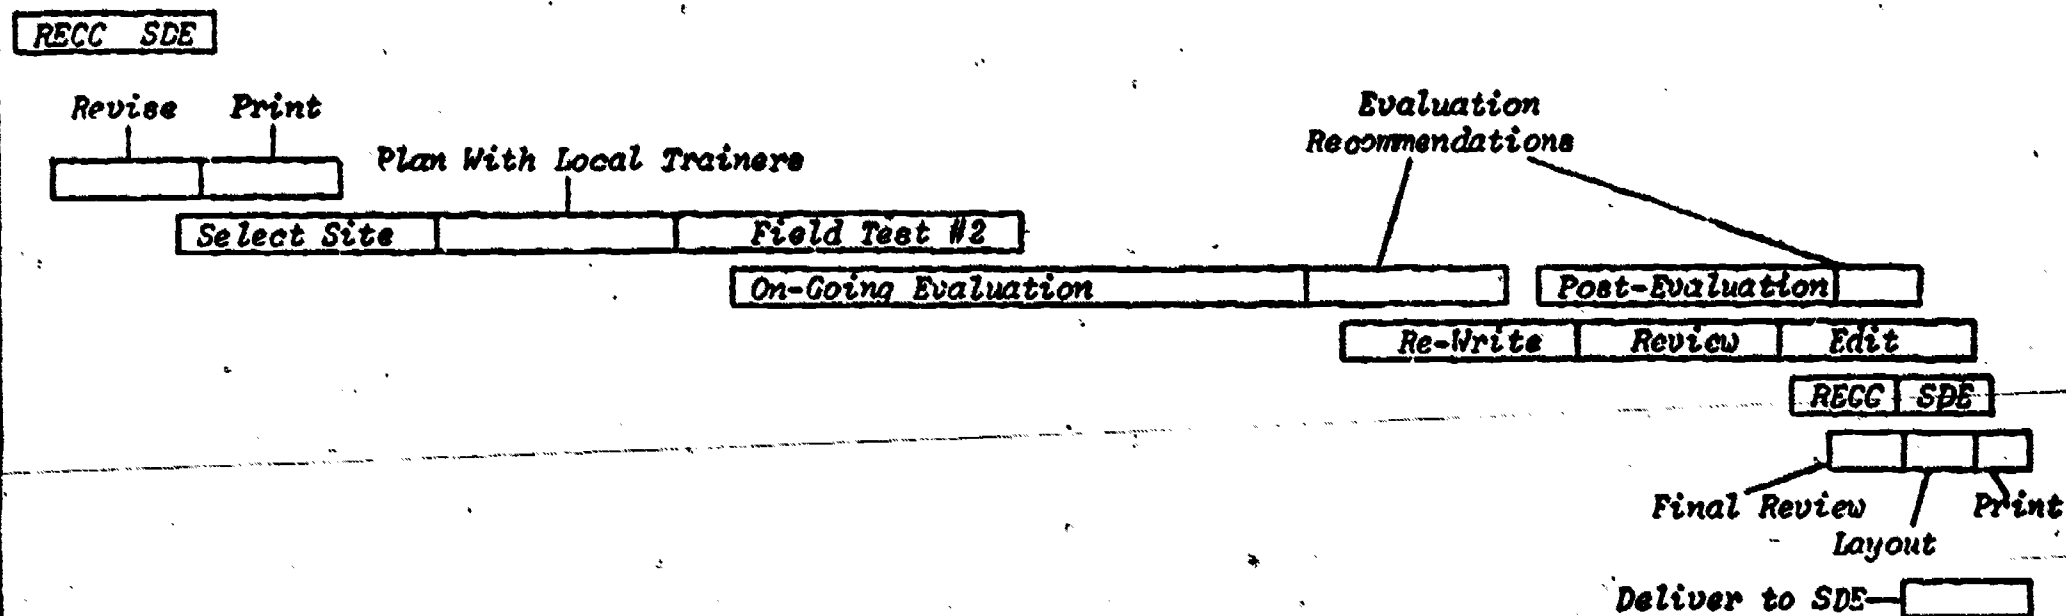 RECC SDE
Revise Print
Plan With Local Trainers
Evaluation
Recommendations
Select Site Field Test #2
On-Going Evaluation Post-Evaluation
Re-Write Review Edit
RECC SDE
Final Review Print
Layout
Deliver to SDE